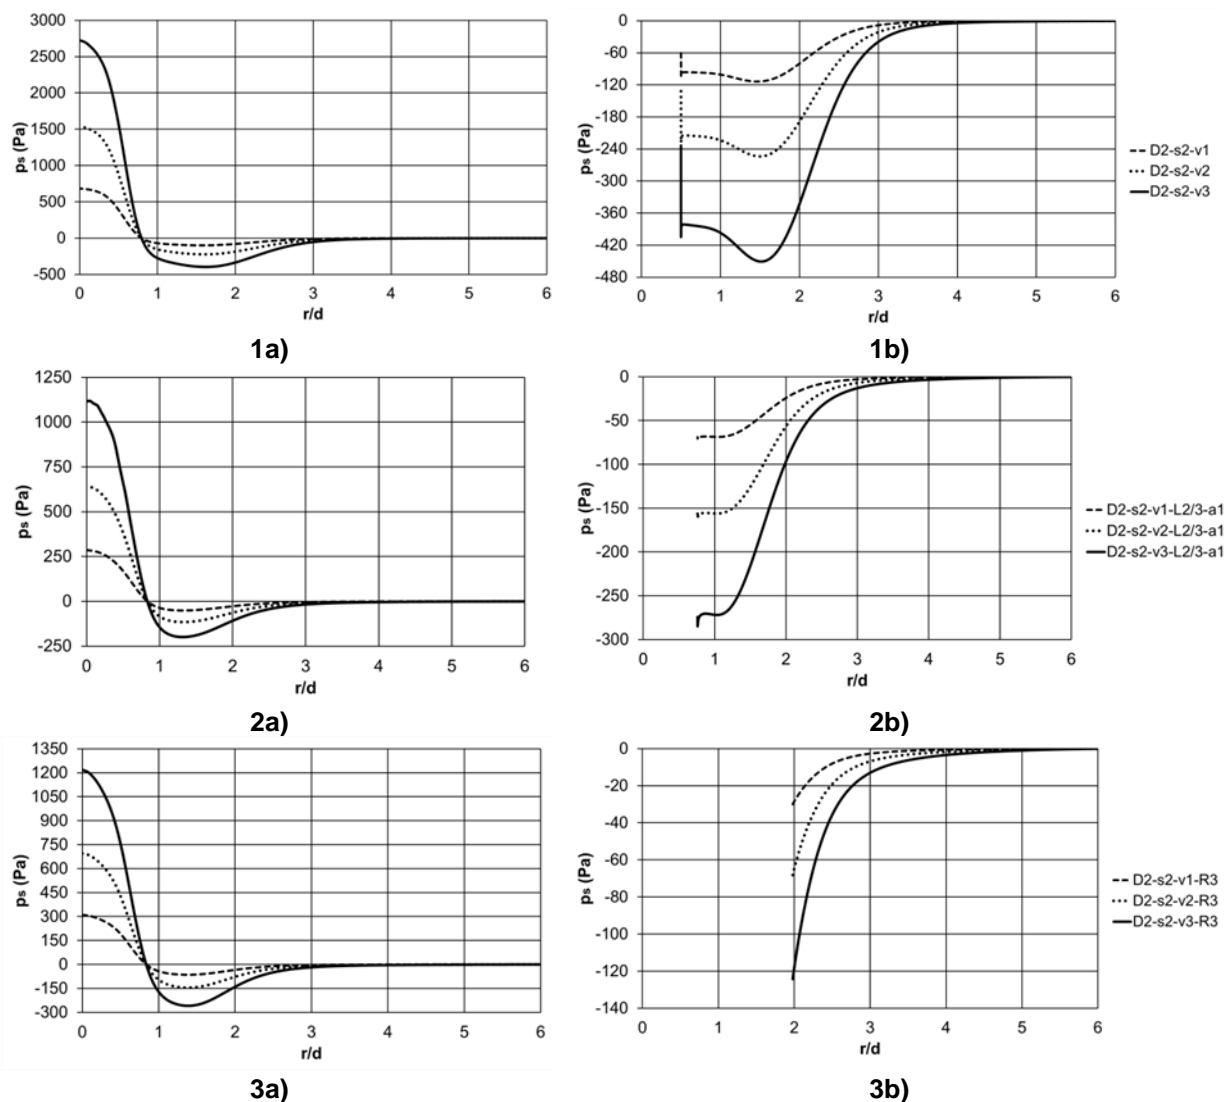 3000
2500
2000
1500
1000
500
0
-500
ps (Pa)
0 1 2 3 4 5 6
r/d
1a)
0
-60
-120
-180
-240
-300
-360
-420
-480
ps (Pa)
0 1 2 3 4 5 6
r/d
D2-s2-v1
D2-s2-v2
D2-s2-v3
1b)
1250
1000
750
500
250
0
-250
ps (Pa)
0 1 2 3 4 5 6
r/d
2a)
0
-50
-100
-150
-200
-250
-300
ps (Pa)
0 1 2 3 4 5 6
r/d
D2-s2-v1-L2/3-a1
D2-s2-v2-L2/3-a1
D2-s2-v3-L2/3-a1
2b)
1350
1200
1050
900
750
600
450
300
150
0
-150
-300
ps (Pa)
0 1 2 3 4 5 6
r/d
3a)
0
-20
-40
-60
-80
-100
-120
-140
ps (Pa)
0 1 2 3 4 5 6
r/d
D2-s2-v1-R3
D2-s2-v2-R3
D2-s2-v3-R3
3b)